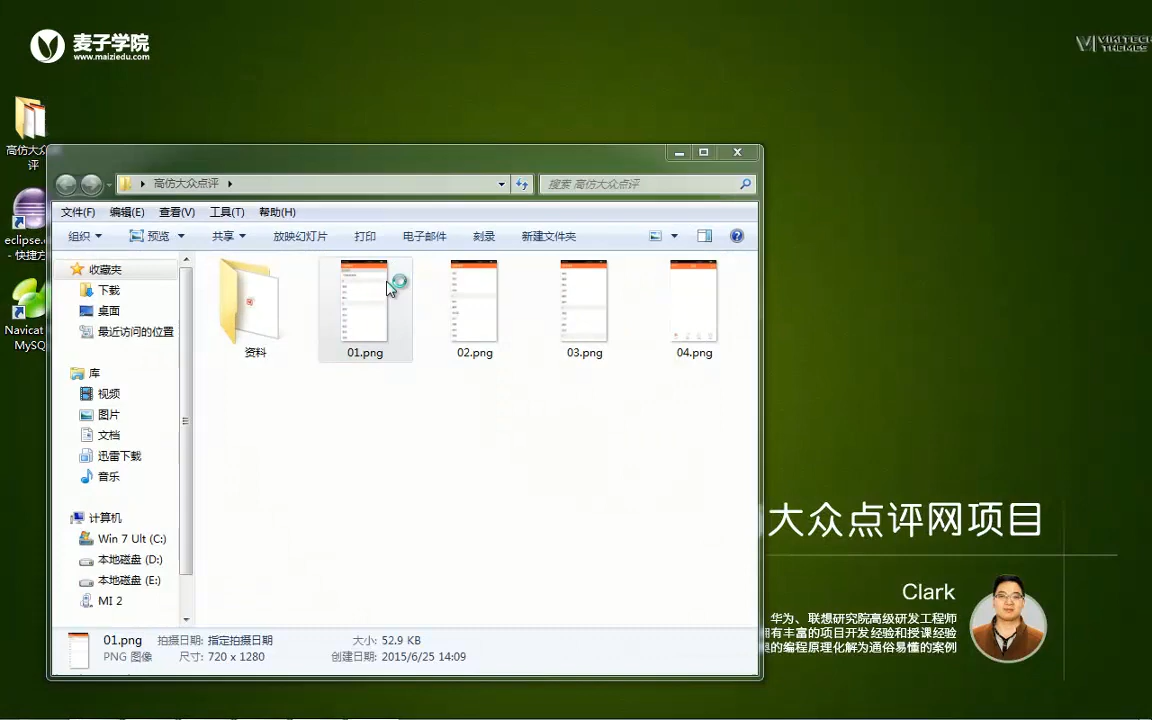 麦子学院
www.maiziedu.com
VIKITECH
THEMES
高仿大众
评
eclipse.
- 快捷方
Navicat
MySQ
高仿大众点评
搜索 高仿大众点评
文件(F) 编辑(E) 查看(V) 工具(T) 帮助(H)
组织 预览 共享 放映幻灯片 打印 电子邮件 刻录 新建文件夹
收藏夹
下载
桌面
最近访问的位置
库
视频
图片
文档
迅雷下载
音乐
计算机
Win 7 Ult (C:)
本地磁盘 (D:)
本地磁盘 (E:)
MI 2
资料
01.png
02.png
03.png
04.png
01.png 拍摄日期: 指定拍摄日期 大小: 52.9 KB
PNG 图像 尺寸: 720 x 1280 创建日期: 2015/6/25 14:09
大众点评网项目
Clark
华为、联想研究院高级研发工程师
拥有丰富的项目开发经验和授课经验
的编程原理化解为通俗易懂的案例